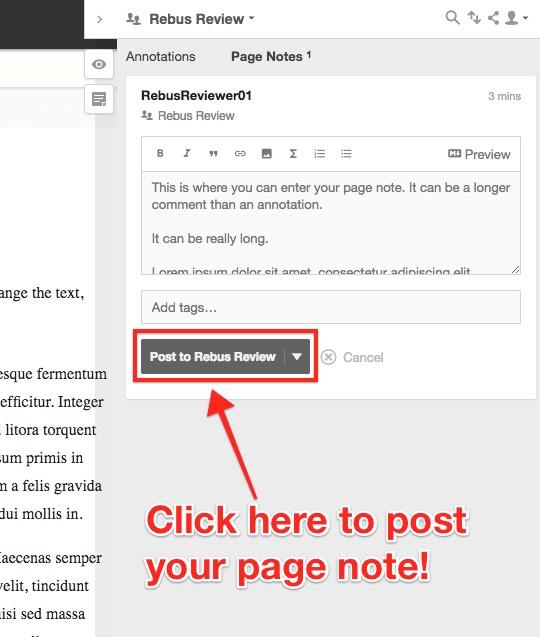 Rebus Review
Annotations
Page Notes 1
RebusReviewer01
3 mins
Rebus Review
B I " Σ
Preview
This is where you can enter your page note. It can be a longer
comment than an annotation.
It can be really long.
Lorem ipsum dolor sit amet, consectetur adipiscing elit
Add tags...
Post to Rebus Review
Cancel
Click here to post
your page note!
ange the text,
esque fermentum
efficitur. Integer
litora torquent
sum primis in
m a felis gravida
dui mollis in.
Maecenas semper
velit, tincidunt
uisi sed massa